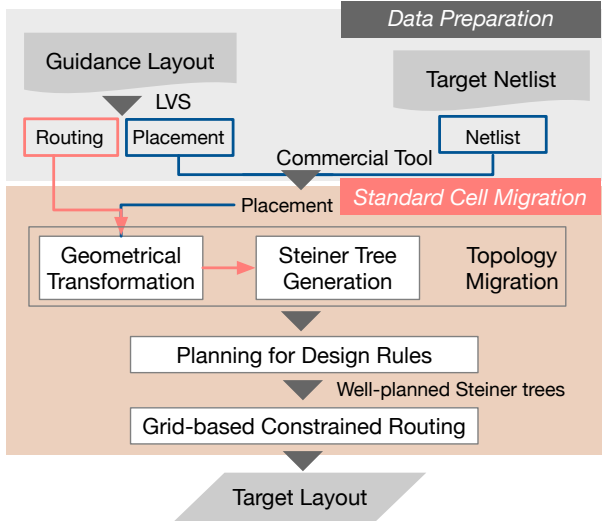 Data Preparation
Guidance Layout
Target Netlist
LVS
Routing
Placement
Netlist
Commercial Tool
Placement
Standard Cell Migration
Geometrical
Transformation
Steiner Tree
Generation
Topology
Migration
Planning for Design Rules
Well-planned Steiner trees
Grid-based Constrained Routing
Target Layout